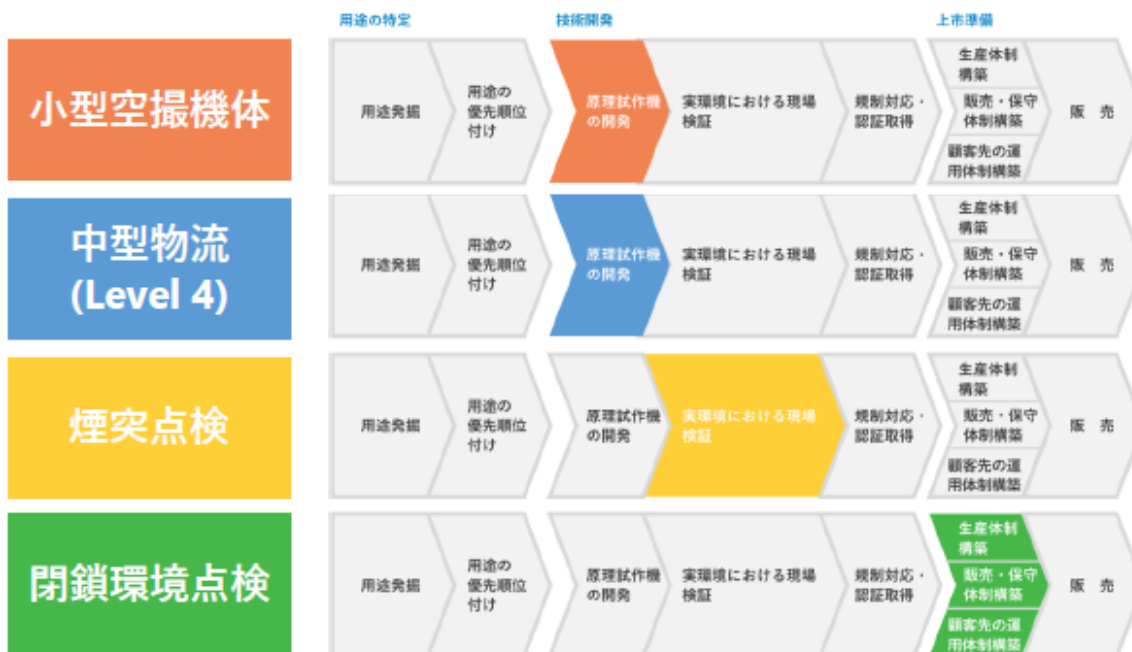 用途の特定
技術開発
上市準備
小型空撮機体
用途発掘
用途の
優先順位
付け
原理試作機
の開発
実環境における現場
検証
規制対応・
認証取得
生産体制
構築
販売・保守
体制構築
顧客先の運
用体制構築
販　売
中型物流
(Level 4)
用途発掘
用途の
優先順位
付け
原理試作機
の開発
実環境における現場
検証
規制対応・
認証取得
生産体制
構築
販売・保守
体制構築
顧客先の運
用体制構築
販　売
煙突点検
用途発掘
用途の
優先順位
付け
原理試作機
の開発
実環境における現場
検証
規制対応・
認証取得
生産体制
構築
販売・保守
体制構築
顧客先の運
用体制構築
販　売
閉鎖環境点検
用途発掘
用途の
優先順位
付け
原理試作機
の開発
実環境における現場
検証
規制対応・
認証取得
生産体制
構築
販売・保守
体制構築
顧客先の運
用体制構築
販　売